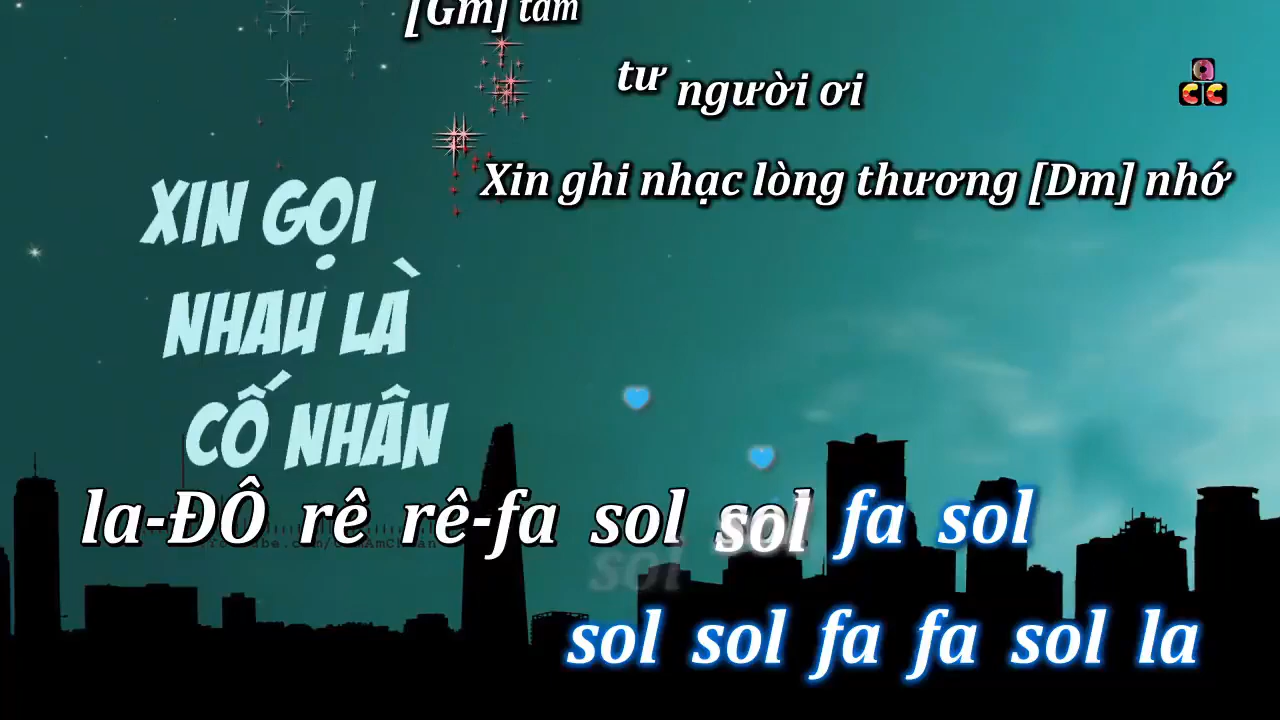 [Gm] tâm
tư người ơi
Xin ghi nhạc lòng thương [Dm] nhớ
XIN GỌI
NHAU LÀ
CỐ NHÂN
la-ĐÔ rê rê-fa sol sol fa sol
sol sol fa fa sol la